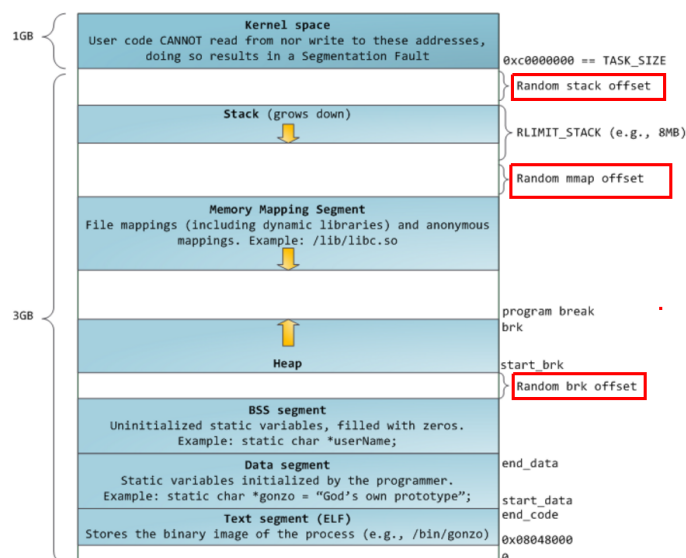 1GB
Kernel space
User code CANNOT read from nor write to these addresses,
doing so results in a Segmentation Fault
0xc0000000 == TASK_SIZE
Random stack offset
Stack (grows down)
RLIMIT_STACK (e.g., 8MB)
Random mmap offset
Memory Mapping Segment
File mappings (including dynamic libraries) and anonymous
mappings. Example: /lib/libc.so
3GB
program break
brk
Heap
start_brk
Random brk offset
BSS segment
Uninitialized static variables, filled with zeros.
Example: static char *userName;
Data segment
end_data
Static variables initialized by the programmer.
Example: static char *gonzo = “God’s own prototype”;
start_data
Text segment (ELF)
end_code
Stores the binary image of the process (e.g., /bin/gonzo)
0x08048000
0